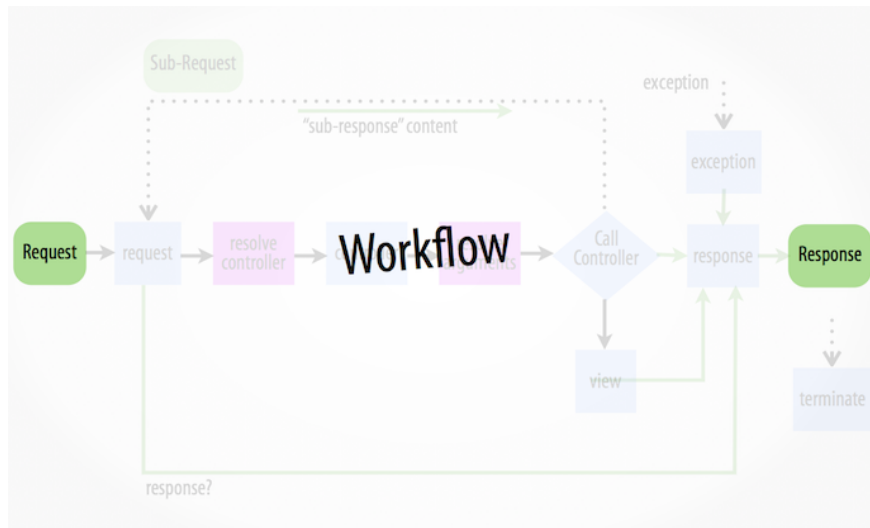 Sub-Request
exception
"sub-response" content
exception
Request
request
resolve
controller
Workflow
Call
Controller
response
Response
view
terminate
response?